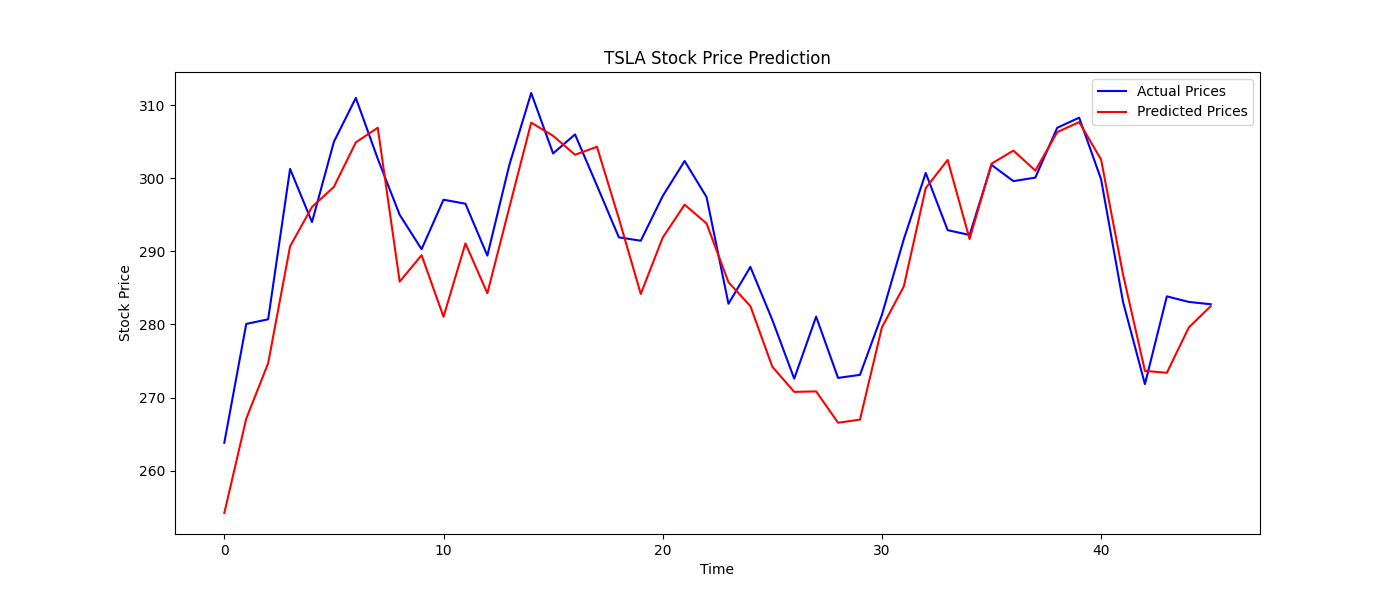 TSLA Stock Price Prediction
Actual Prices
Predicted Prices
Stock Price
310
300
290
280
270
260
0
10
20
30
40
Time